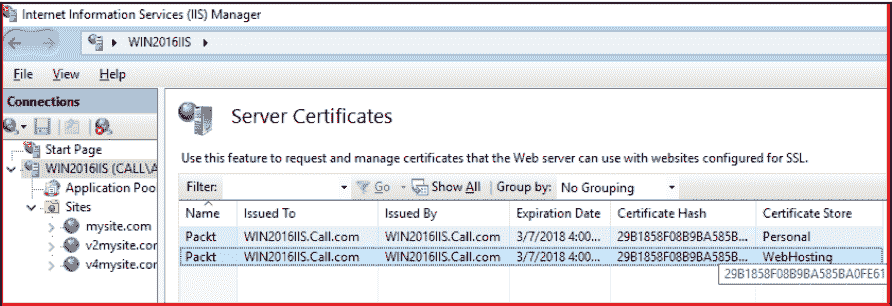 Internet Information Services (IIS) Manager
WIN2016IIS
File View Help
Connections
Start Page
WIN2016IIS (CALL\A
Application Poo
Sites
mysite.com
v2mysite.cor
v4mysite.co
Server Certificates
Use this feature to request and manage certificates that the Web server can use with websites configured for SSL.
Filter: Go Show All Group by: No Grouping
Name Issued To Issued By Expiration Date Certificate Hash Certificate Store
Packt WIN2016IIS.Call.com WIN2016IIS.Call.com 3/7/2018 4:00... 29B1858F08B9BA585B... Personal
Packt WIN2016IIS.Call.com WIN2016IIS.Call.com 3/7/2018 4:00... 29B1858F08B9BA585B... WebHosting
29B1858F08B9BA585BA0FE61